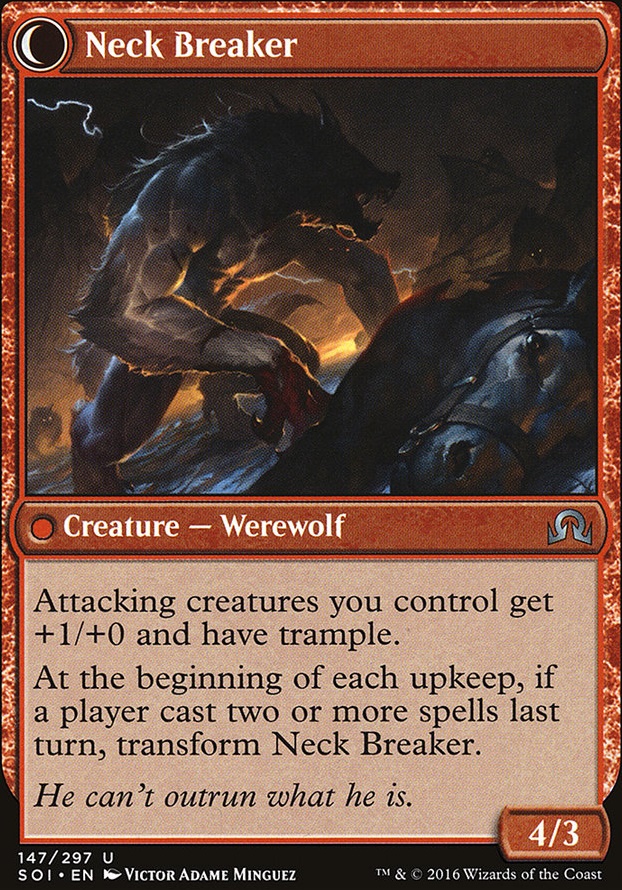 Neck Breaker
Creature — Werewolf
Attacking creatures you control get
+1/+0 and have trample.
At the beginning of each upkeep, if
a player cast two or more spells last
turn, transform Neck Breaker.
He can't outrun what he is.
4/3
147/297 U
SOI • EN Victor Adame Minguez
™ & © 2016 Wizards of the Coast